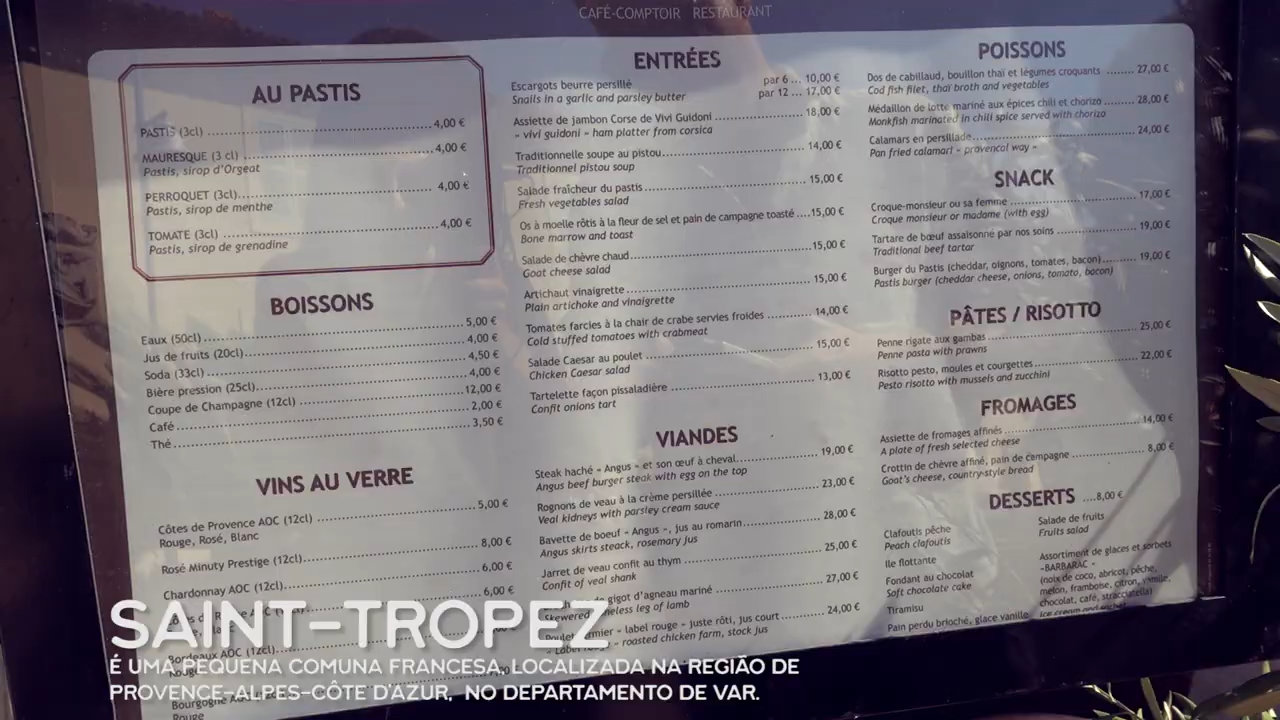 CAFÉ-COMPTOIR RESTAURANT
AU PASTIS
PASTIS (3cl) 4,00 €
MAURESQUE (3 cl) 4,00 €
Pastis, sirop d'Orgeat
PERROQUET (3cl) 4,00 €
Pastis, sirop de menthe
TOMATE (3cl) 4,00 €
Pastis, sirop de grenadine
BOISSONS
Eaux (50cl) 5,00 €
Jus de fruits (20cl) 4,00 €
Soda (33cl) 4,50 €
Bière pression (25cl) 4,00 €
Coupe de Champagne (12cl) 12,00 €
Café 2,00 €
Thé 3,50 €
VINS AU VERRE
Côtes de Provence AOC (12cl) 5,00 €
Rouge, Rosé, Blanc
Rosé Minuty Prestige (12cl) 8,00 €
Chardonnay AOC (12cl) 6,00 €
6,00 €
Bordeaux AOC (12cl)
Rouge
Bourgogne
Rouge
ENTRÉES
Escargots beurre persillé par 6 ... 10,00 €
Snails in a garlic and parsley butter par 12 ... 17,00 €
Assiette de jambon Corse de Vivi Guidoni 18,00 €
« vivi guidoni » ham platter from corsica
Traditionnelle soupe au pistou 14,00 €
Traditionnel pistou soup
Salade fraîcheur du pastis 15,00 €
Fresh vegetables salad
Os à moelle rôtis à la fleur de sel et pain de campagne toasté 15,00 €
Bone marrow and toast
Salade de chèvre chaud 15,00 €
Goat cheese salad
Artichaut vinaigrette 15,00 €
Plain artichoke and vinaigrette
Tomates farcies à la chair de crabe servies froides 14,00 €
Cold stuffed tomatoes with crabmeat
Salade Caesar au poulet 15,00 €
Chicken Caesar salad
Tartelette façon pissaladière 13,00 €
Confit onions tart
VIANDES
Steak haché « Angus » et son œuf à cheval 19,00 €
Angus beef burger steak with egg on the top
Rognons de veau à la crème persillée 23,00 €
Veal kidneys with parsley cream sauce
Bavette de boeuf « Angus », jus au romarin 28,00 €
Angus skirts steack, rosemary jus
Jarret de veau confit au thym 25,00 €
Confit of veal shank
gigot d'agneau mariné 27,00 €
Skewered boneless leg of lamb
Poulet fermier « label rouge » juste rôti, jus court 24,00 €
« Label rouge » roasted chicken farm, stock jus
POISSONS
Dos de cabillaud, bouillon thaï et légumes croquants 27,00 €
Cod fish filet, thaï broth and vegetables
Médaillon de lotte mariné aux épices chili et chorizo 28,00 €
Monkfish marinated in chili spice served with chorizo
Calamars en persillade 24,00 €
Pan fried calamari « provencal way »
SNACK
Croque-monsieur ou sa femme 17,00 €
Croque monsieur or madame (with egg)
Tartare de bœuf assaisonné par nos soins 19,00 €
Traditional beef tartar
Burger du Pastis (cheddar, oignons, tomates, bacon) 19,00 €
Pastis burger (cheddar cheese, onions, tomato, bacon)
PÂTES / RISOTTO
Penne rigate aux gambas 25,00 €
Penne pasta with prawns
Risotto pesto, moules et courgettes 22,00 €
Pesto risotto with mussels and zucchini
FROMAGES
Assiette de fromages affinés 14,00 €
A plate of fresh selected cheese
Crottin de chèvre affiné, pain de campagne 8,00 €
Goat's cheese, country-style bread
DESSERTS ....8,00 €
Clafoutis pêche
Peach clafoutis
Ile flottante
Fondant au chocolat
Soft chocolate cake
Tiramisu
Pain perdu brioché, glace vanille
Salade de fruits
Fruits salad
Assortiment de glaces et sorbets
«BARBARAC »
(noix de coco, abricot, pêche,
melon, framboise, citron, vanille,
chocolat, café, stracciatella)
Ice cream and sorbet
SAINT-TROPEZ
É UMA PEQUENA COMUNA FRANCESA, LOCALIZADA NA REGIÃO DE
PROVENCE-ALPES-CÔTE D'AZUR, NO DEPARTAMENTO DE VAR.